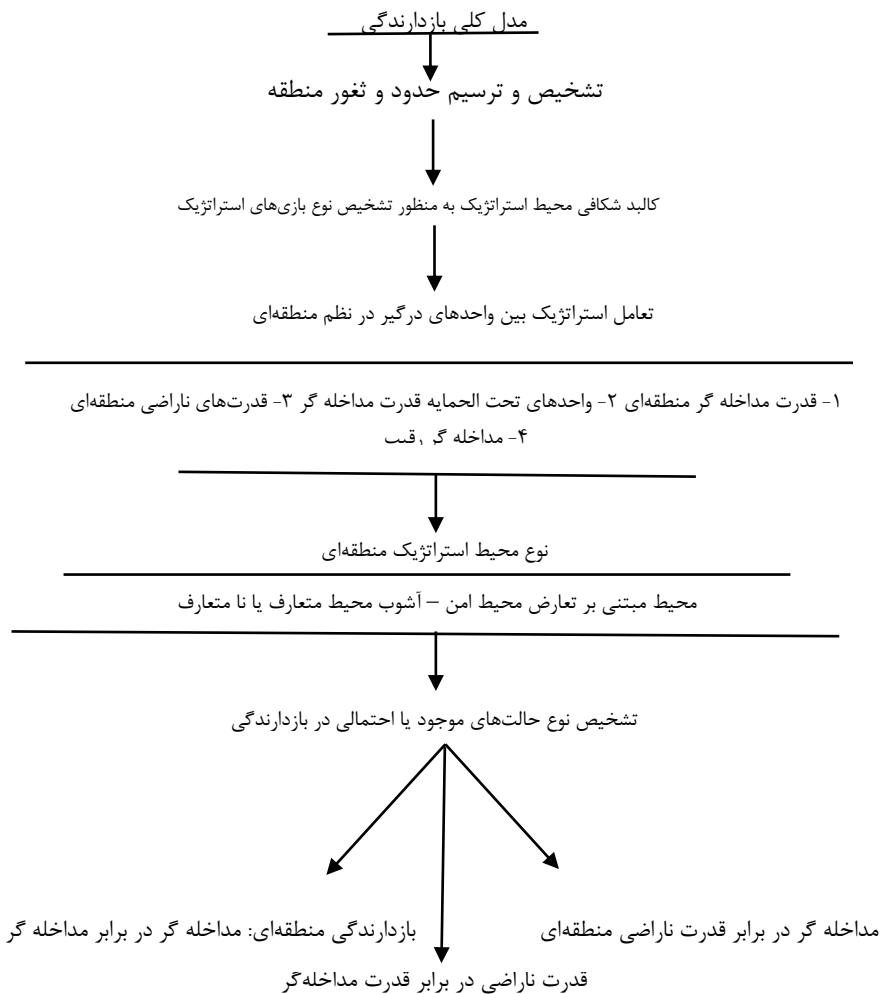 مدل کلی بازدارندگی
تشخیص و ترسیم حدود و ثغور منطقه
کالبد شکافی محیط استراتژیک به منظور تشخیص نوع بازی‌های استراتژیک
تعامل استراتژیک بین واحدهای درگیر در نظم منطقه‌ای
۱- قدرت مداخله گر منطقه‌ای ۲- واحدهای تحت الحمایه قدرت مداخله گر ۳- قدرت‌های ناراضی منطقه‌ای
۴- مداخله گر رقیب
نوع محیط استراتژیک منطقه‌ای
محیط مبتنی بر تعارض محیط امن – آشوب محیط متعارف یا نا متعارف
تشخیص نوع حالت‌های موجود یا احتمالی در بازدارندگی
مداخله گر در برابر قدرت ناراضی منطقه‌ای
بازدارندگی منطقه‌ای: مداخله گر در برابر مداخله گر
قدرت ناراضی در برابر قدرت مداخله‌گر